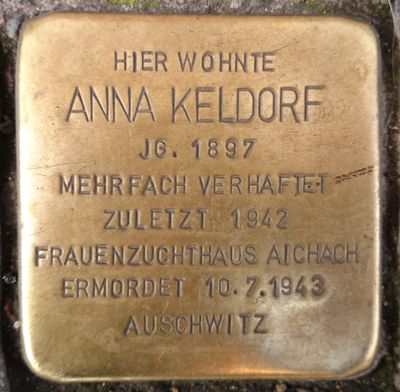 HIER WOHNTE
ANNA KELDORF
JG. 1897
MEHRFACH VERHAFTET
ZULETZT 1942
FRAUENZUCHTHAUS AICHACH
ERMORDET 10.7.1943
AUSCHWITZ